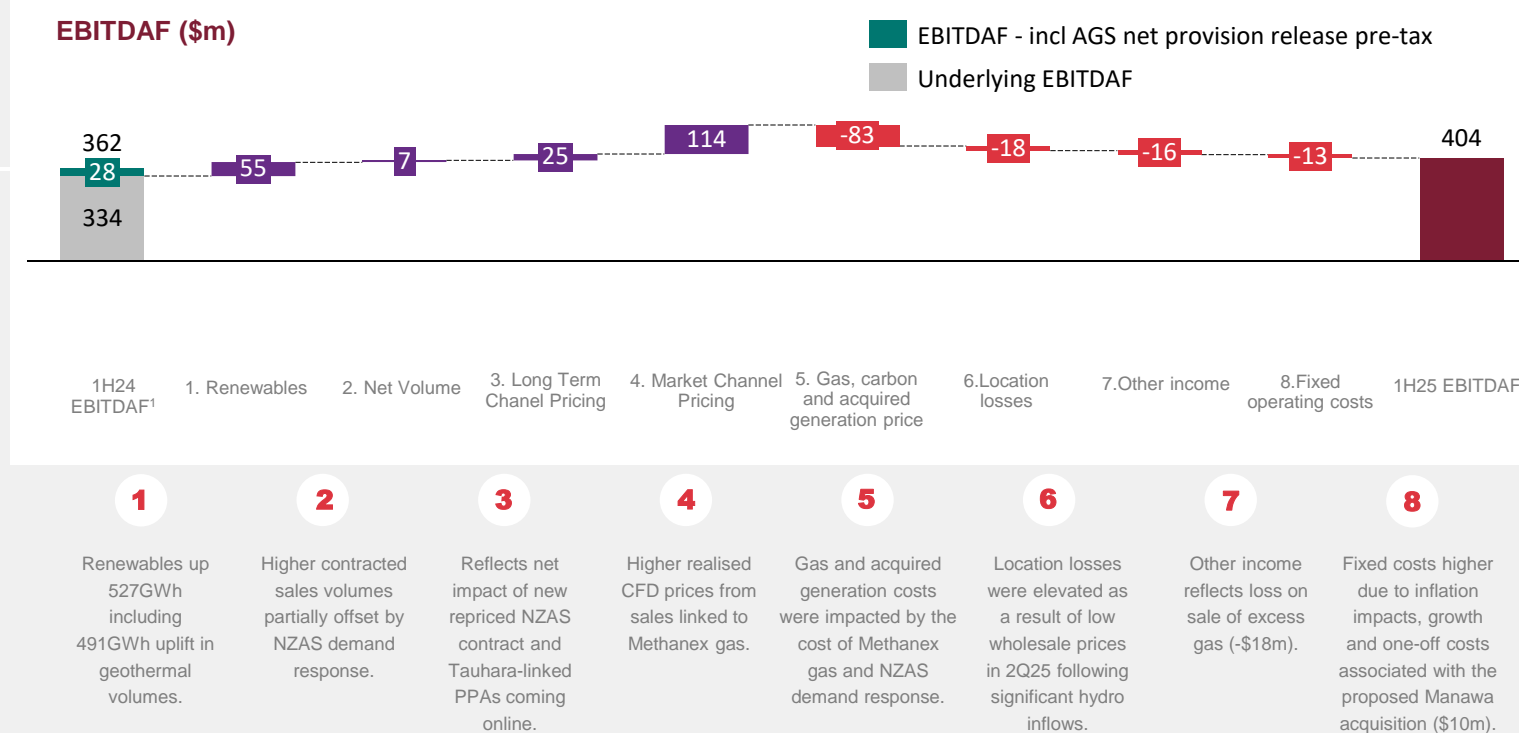 EBITDAF ($m)
EBITDAF - incl AGS net provision release pre-tax
Underlying EBITDAF
362
28
334
55
7
25
114
-83
-18
-16
-13
404
1H24
EBITDAF¹
1. Renewables
2. Net Volume
3. Long Term
Chanel Pricing
4. Market Channel
Pricing
5. Gas, carbon
and acquired
generation price
6.Location
losses
7.Other income
8.Fixed
operating costs
1H25 EBITDAF
1
Renewables up
527GWh
including
491GWh uplift in
geothermal
volumes.
2
Higher contracted
sales volumes
partially offset by
NZAS demand
response.
3
Reflects net
impact of new
repriced NZAS
contract and
Tauhara-linked
PPAs coming
online.
4
Higher realised
CFD prices from
sales linked to
Methanex gas.
5
Gas and acquired
generation costs
were impacted by the
cost of Methanex
gas and NZAS
demand response.
6
Location losses
were elevated as
a result of low
wholesale prices
in 2Q25 following
significant hydro
inflows.
7
Other income
reflects loss on
sale of excess
gas (-$18m).
8
Fixed costs higher
due to inflation
impacts, growth
and one-off costs
associated with the
proposed Manawa
acquisition ($10m).